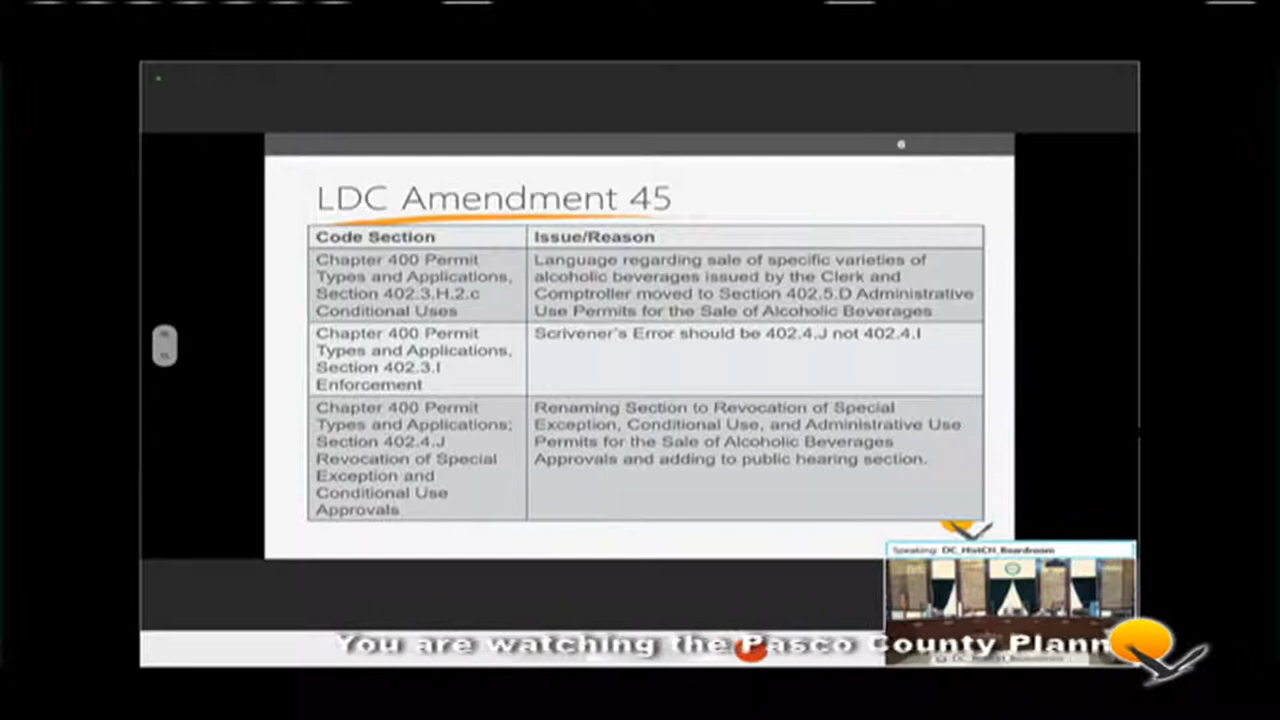 6
LDC Amendment 45
Code Section
Issue/Reason
Chapter 400 Permit
Types and Applications,
Section 402.3.H.2.c
Conditional Uses
Language regarding sale of specific varieties of
alcoholic beverages issued by the Clerk and
Comptroller moved to Section 402.5.D Administrative
Use Permits for the Sale of Alcoholic Beverages
Chapter 400 Permit
Types and Applications,
Section 402.3.I
Enforcement
Scrivener's Error should be 402.4.J not 402.4.I
Chapter 400 Permit
Types and Applications;
Section 402.4.J
Revocation of Special
Exception and
Conditional Use
Approvals
Renaming Section to Revocation of Special
Exception, Conditional Use, and Administrative Use
Permits for the Sale of Alcoholic Beverages
Approvals and adding to public hearing section.
Speaking: DC_HistCH_Boardroom
You are watching the Pasco County Plann